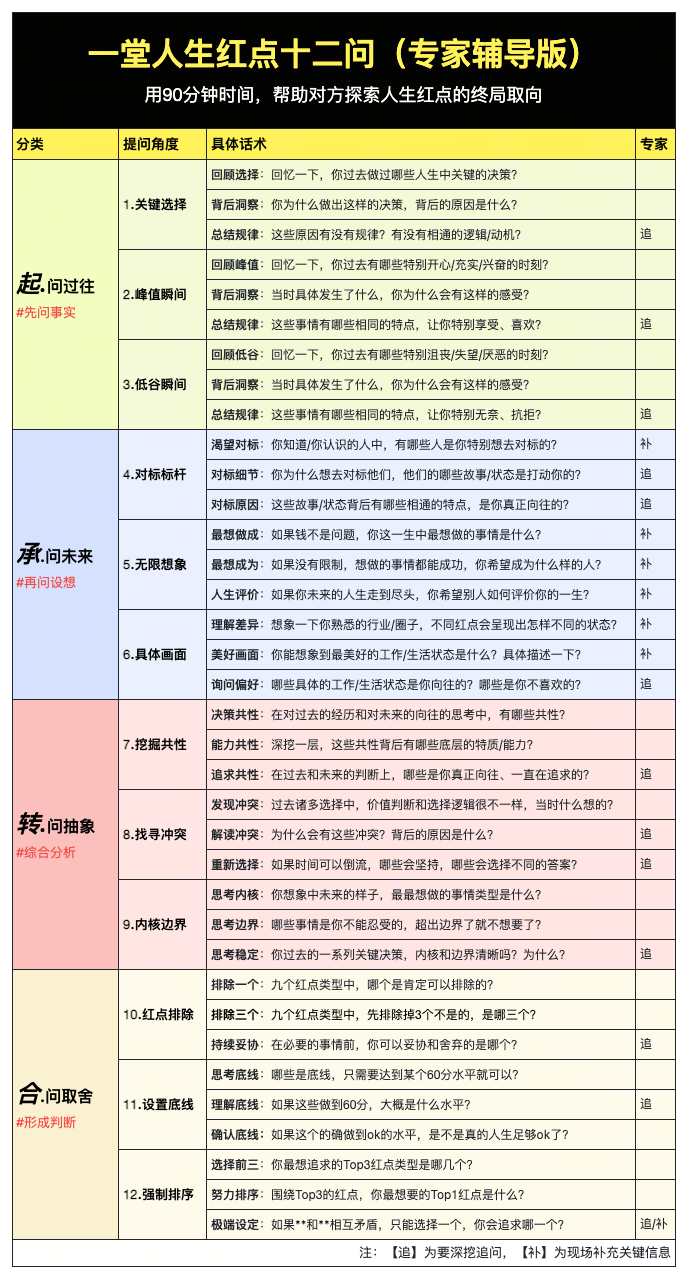 一堂人生红点十二问（专家辅导版）
用90分钟时间，帮助对方探索人生红点的终局取向
分类 提问角度 具体话术 专家
起.问过往
#先问事实
1.关键选择
回顾选择：回忆一下，你过去做过哪些人生中关键的决策？
背后洞察：你为什么做出这样的决策，背后的原因是什么？
总结规律：这些原因有没有规律？有没有相通的逻辑/动机？ 追
2.峰值瞬间
回顾峰值：回忆一下，你过去有哪些特别开心/充实/兴奋的时刻？
背后洞察：当时具体发生了什么，你为什么会有这样的感受？
总结规律：这些事情有哪些相同的特点，让你特别享受、喜欢？ 追
3.低谷瞬间
回顾低谷：回忆一下，你过去有哪些特别沮丧/失望/厌恶的时刻？
背后洞察：当时具体发生了什么，你为什么会有这样的感受？
总结规律：这些事情有哪些相同的特点，让你特别无奈、抗拒？ 追
承.问未来
#再问设想
4.对标标杆
渴望对标：你知道/你认识的人中，有哪些人是你特别想去对标的？ 补
对标细节：你为什么想去对标他们，他们的哪些故事/状态是打动你的？ 追
对标原因：这些故事/状态背后有哪些相通的特点，是你真正向往的？ 追
5.无限想象
最想做成：如果钱不是问题，你这一生中最想做的事情是什么？ 补
最想成为：如果没有限制，想做的事情都能成功，你希望成为什么样的人？ 补
人生评价：如果你未来的人生走到尽头，你希望别人如何评价你的一生？ 补
6.具体画面
理解差异：想象一下你熟悉的行业/圈子，不同红点会呈现出怎样不同的状态？ 补
美好画面：你能想象到最美好的工作/生活状态是什么？具体描述一下？ 补
询问偏好：哪些具体的工作/生活状态是你向往的？哪些是你不喜欢的？ 追
转.问抽象
#综合分析
7.挖掘共性
决策共性：在对过去的经历和对未来的向往的思考中，有哪些共性？
能力共性：深挖一层，这些共性背后有哪些底层的特质/能力？
追求共性：在过去和未来的判断上，哪些是你真正向往、一直在追求的？ 追
8.找寻冲突
发现冲突：过去诸多选择中，价值判断和选择逻辑很不一样，当时什么想的？
解读冲突：为什么会有这些冲突？背后的原因是什么？ 追
重新选择：如果时间可以倒流，哪些会坚持，哪些会选择不同的答案？ 追
9.内核边界
思考内核：你想象中未来的样子，最最想做的事情类型是什么？
思考边界：哪些事情是你不能忍受的，超出边界了就不想要了？
思考稳定：你过去的一系列关键决策，内核和边界清晰吗？为什么？ 追
合.问取舍
#形成判断
10.红点排除
排除一个：九个红点类型中，哪个是肯定可以排除的？
排除三个：九个红点类型中，先排除掉3个不是的，是哪三个？
持续妥协：在必要的事情前，你可以妥协和舍弃的是哪个？ 追
11.设置底线
思考底线：哪些是底线，只需要达到某个60分水平就可以？
理解底线：如果这些做到60分，大概是什么水平？ 追
确认底线：如果这个的确做到ok的水平，是不是真的人生足够ok了？
12.强制排序
选择前三：你最想追求的Top3红点类型是哪几个？
努力排序：围绕Top3的红点，你最想要的Top1红点是什么？
极端设定：如果**和**相互矛盾，只能选择一个，你会追求哪一个？ 追/补
注：【追】为要深挖追问，【补】为现场补充关键信息